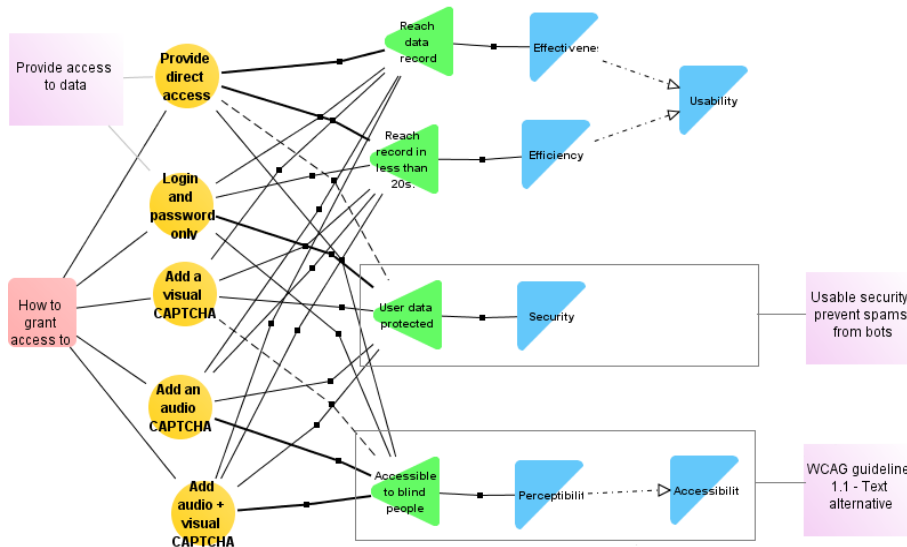 Provide access
to data
How to
grant
access to
Provide
direct
access
Login and
password
only
Add a
visual
CAPTCHA
Add an
audio
CAPTCHA
Add
audio +
visual
CAPTCHA
Reach
data
record
Reach
record in
less than
20s.
User data
protected
Accessible
to blind
people
Effectivenes
Efficiency
Usability
Security
Perceptibilit
Accessibilit
Usable security
prevent spams
from bots
WCAG guideline
1.1 - Text
alternative